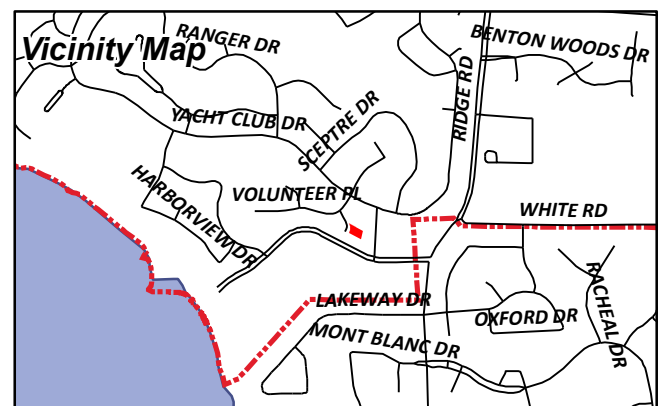 Vicinity Map
RANGER DR
BENTON WOODS DR
RIDGE RD
YACHT CLUB DR
SCEPTRE DR
HARBORVIEW DR
VOLUNTEER PL
WHITE RD
LAKEWAY DR
OXFORD DR
RACHEAL DR
MONT BLANC DR